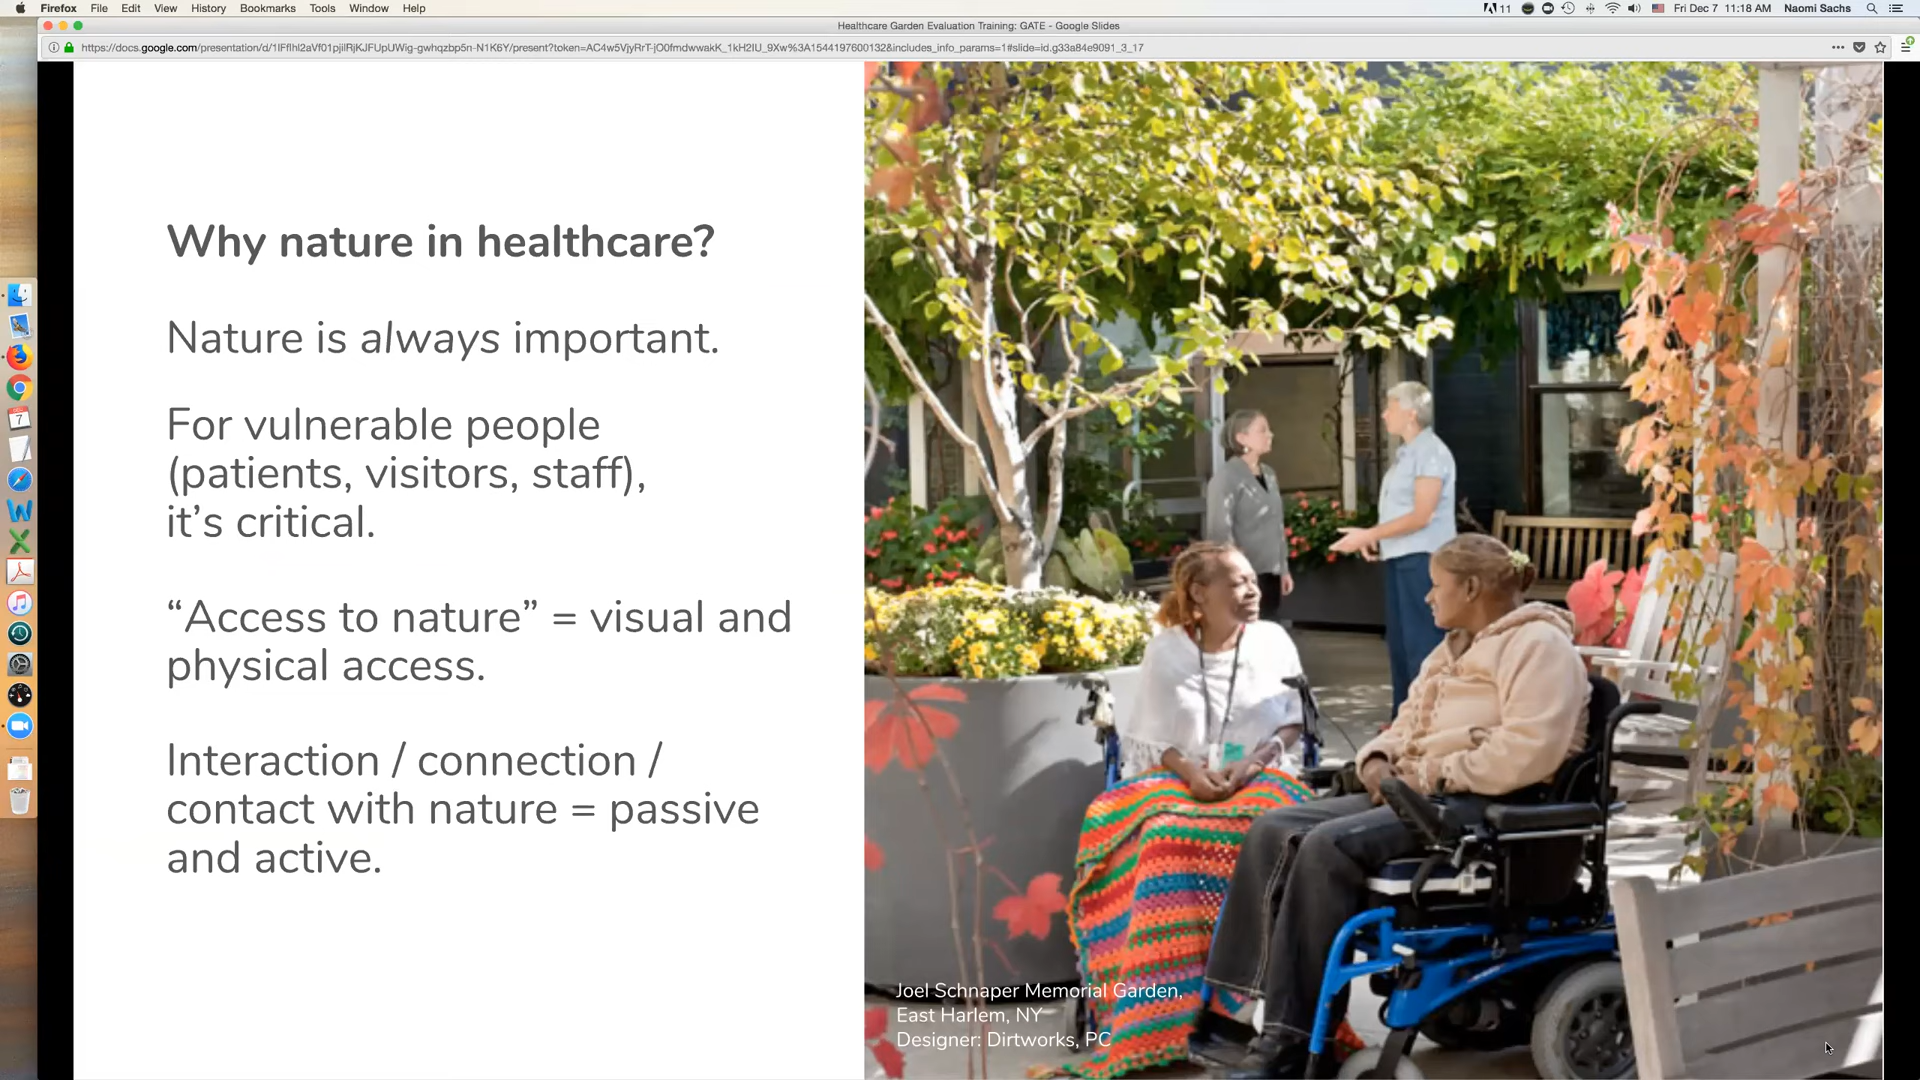 Firefox File Edit View History Bookmarks Tools Window Help 11 Fri Dec 7 11:18 AM Naomi Sachs
Healthcare Garden Evaluation Training: GATE - Google Slides
Why nature in healthcare?
Nature is always important.
For vulnerable people
(patients, visitors, staff),
it’s critical.
“Access to nature” = visual and
physical access.
Interaction / connection /
contact with nature = passive
and active.
Joel Schnaper Memorial Garden,
East Harlem, NY
Designer: Dirtworks, PC